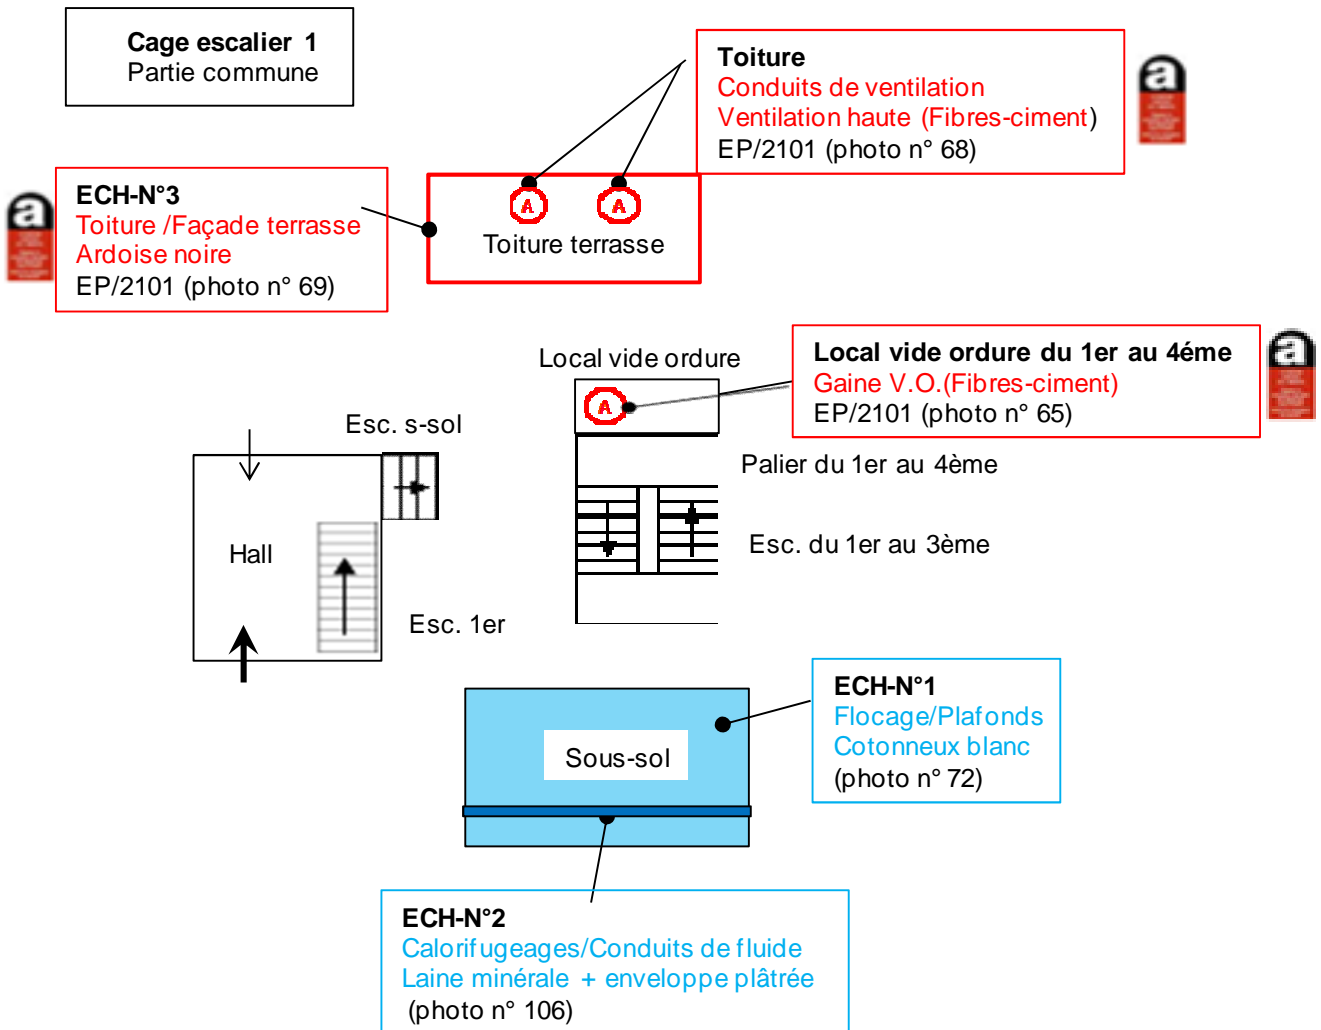 Cage escalier 1
Partie commune
Toiture
Conduits de ventilation
Ventilation haute (Fibres-ciment)
EP/2101 (photo n° 68)
a
ECH-N°3
Toiture /Façade terrasse
Ardoise noire
EP/2101 (photo n° 69)
a
A A
Toiture terrasse
Local vide ordure
A
Local vide ordure du 1er au 4éme
Gaine V.O.(Fibres-ciment)
EP/2101 (photo n° 65)
a
Esc. s-sol
Palier du 1er au 4ème
Hall
Esc. du 1er au 3ème
Esc. 1er
Sous-sol
ECH-N°1
Flocage/Plafonds
Cotonneux blanc
(photo n° 72)
ECH-N°2
Calorifugeages/Conduits de fluide
Laine minérale + enveloppe plâtrée
(photo n° 106)